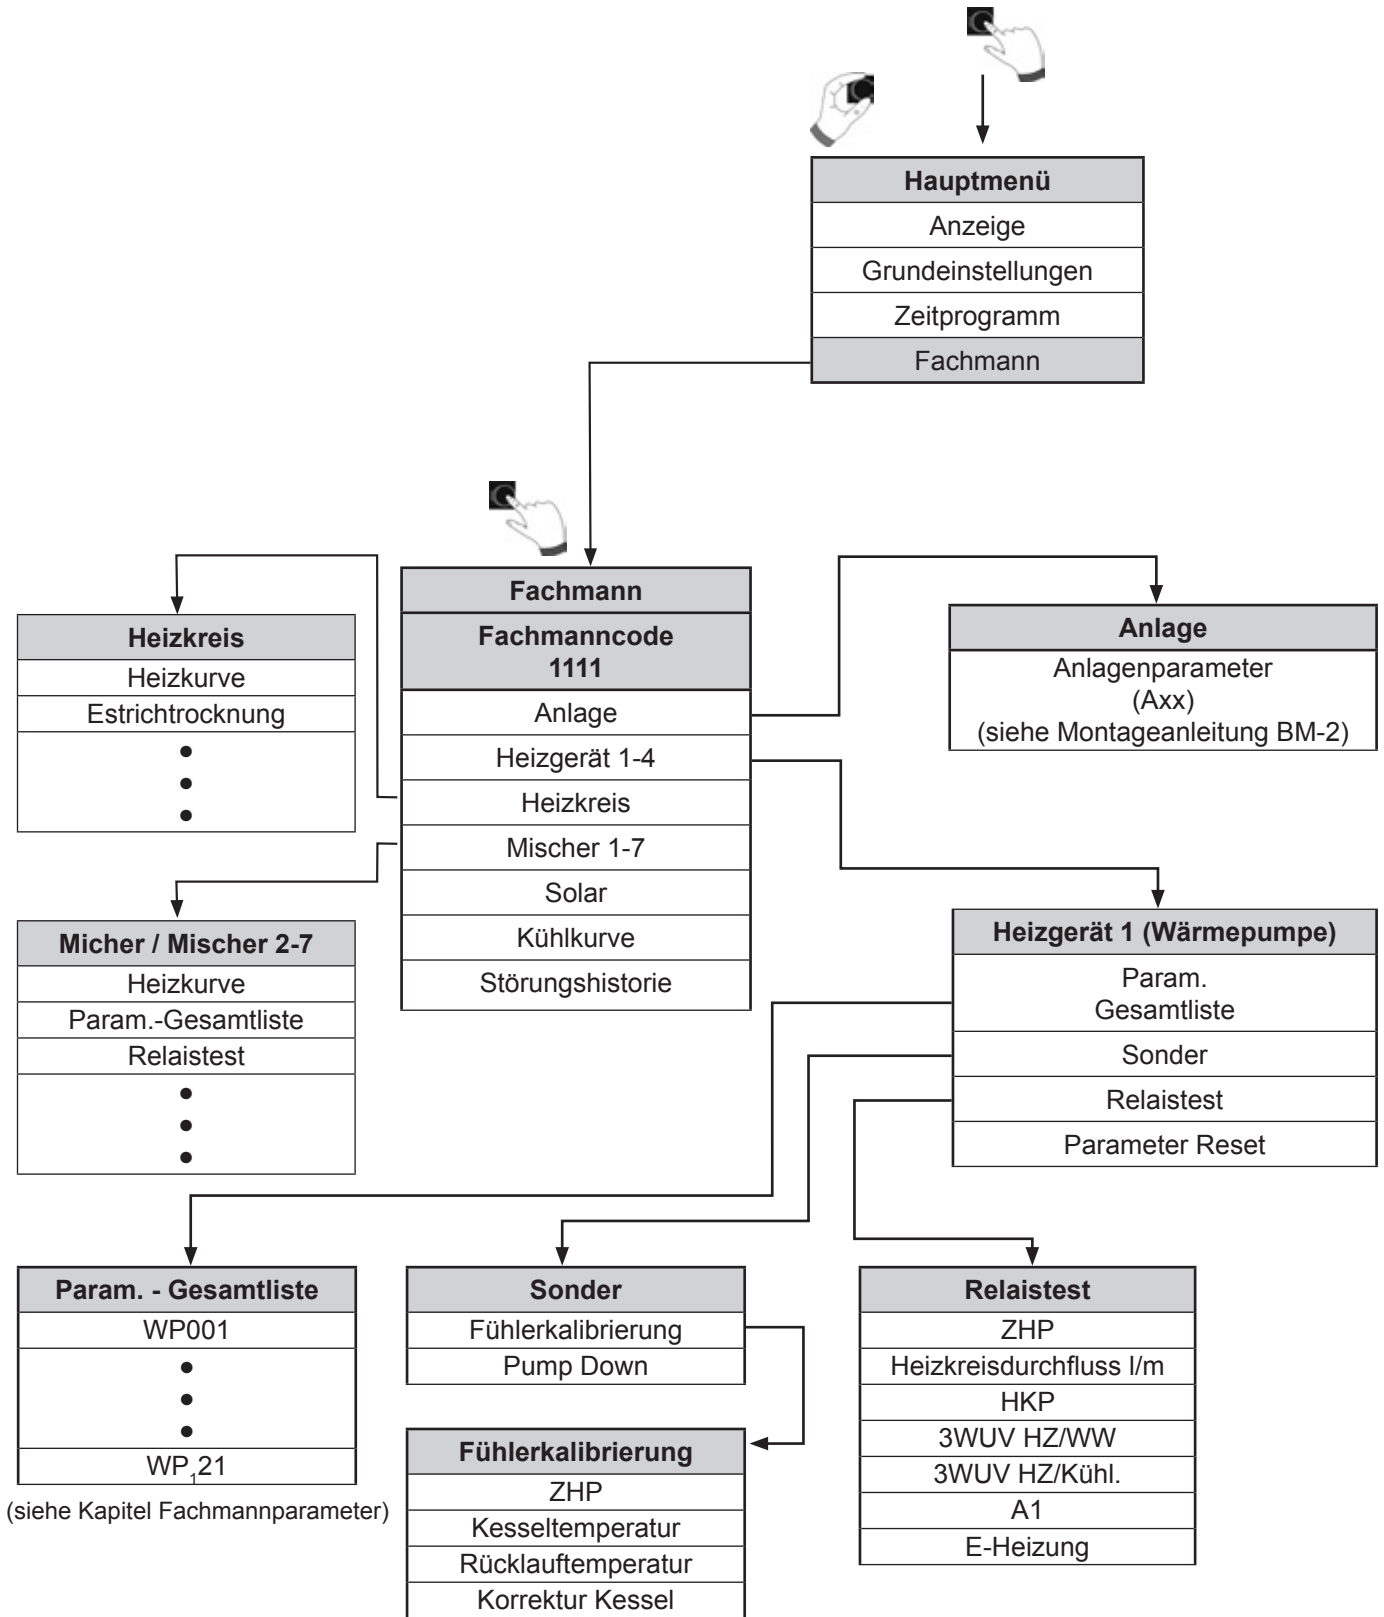 Hauptmenü
Anzeige
Grundeinstellungen
Zeitprogramm
Fachmann
Fachmann
Fachmanncode
1111
Anlage
Heizgerät 1-4
Heizkreis
Mischer 1-7
Solar
Kühlkurve
Störungshistorie
Heizkreis
Heizkurve
Estrichtrocknung
•
•
•
Anlage
Anlagenparameter
(Axx)
(siehe Montageanleitung BM-2)
Micher / Mischer 2-7
Heizkurve
Param.-Gesamtliste
Relaistest
•
•
•
Heizgerät 1 (Wärmepumpe)
Param.
Gesamtliste
Sonder
Relaistest
Parameter Reset
Param. - Gesamtliste
WP001
•
•
•
WP121
(siehe Kapitel Fachmannparameter)
Sonder
Fühlerkalibrierung
Pump Down
Fühlerkalibrierung
ZHP
Kesseltemperatur
Rücklauftemperatur
Korrektur Kessel
Relaistest
ZHP
Heizkreisdurchfluss l/m
HKP
3WUV HZ/WW
3WUV HZ/Kühl.
A1
E-Heizung